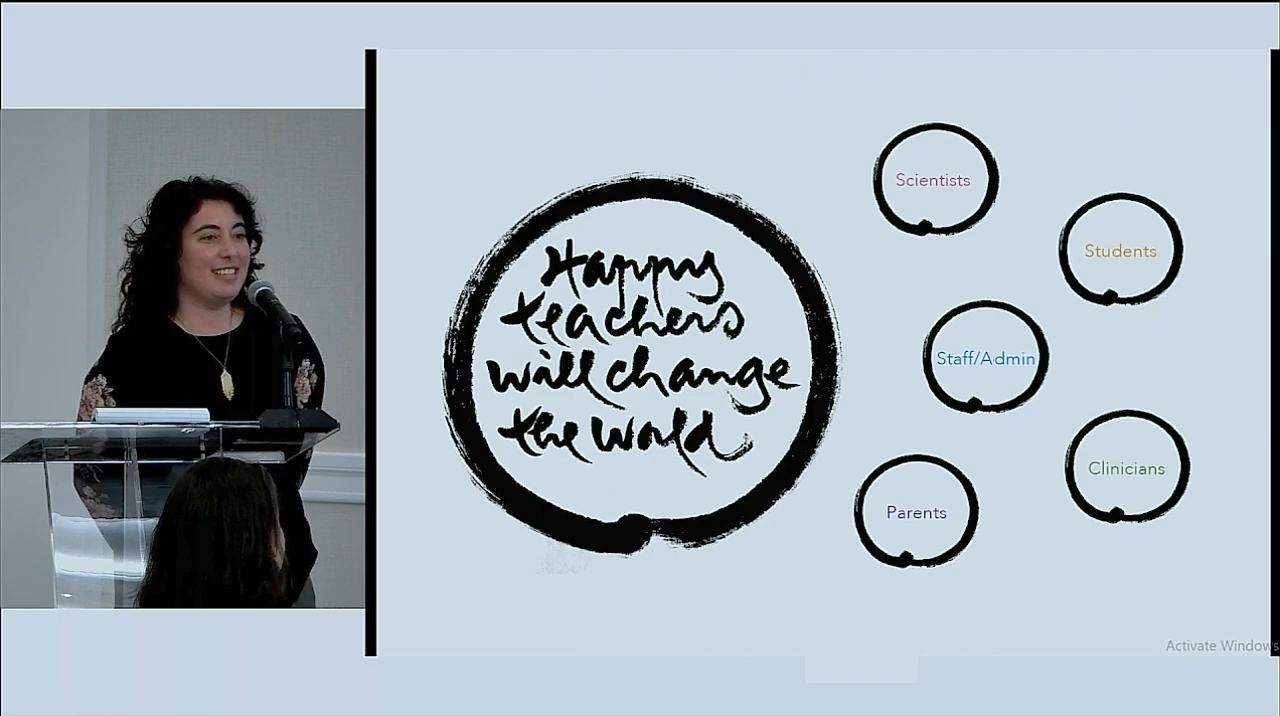 Happy
teachers
will change
the world
Scientists
Students
Staff/Admin
Clinicians
Parents
Activate Windows